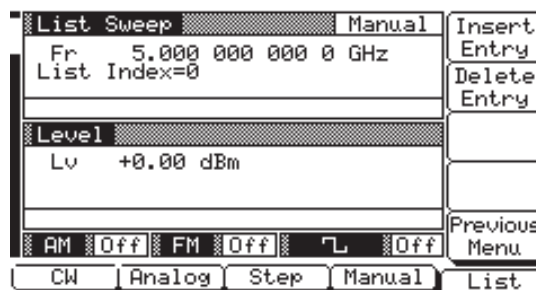 List Sweep Manual
Fr 5.000 000 000 0 GHz
List Index=0
Level
Lv +0.00 dBm
AM Off FM Off Off
Insert
Entry
Delete
Entry
Previous
Menu
CW Analog Step Manual List